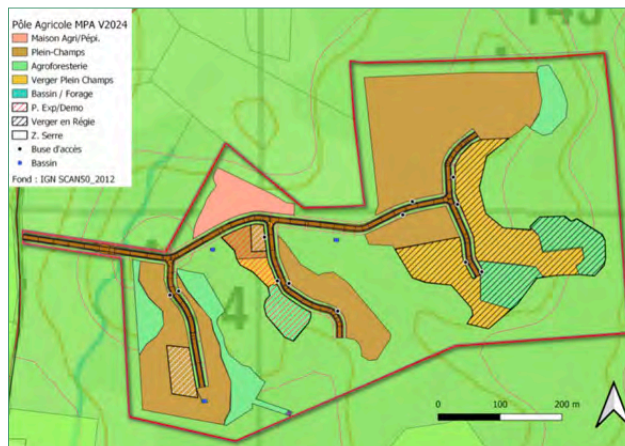 Pôle Agricole MPA V2024
Maison Agri/Pépi.
Plein-Champs
Agroforesterie
Verger Plein Champs
Bassin / Forage
P. Exp/Demo
Verger en Régie
Z. Serre
Buse d'accès
Bassin
Fond : IGN SCAN50_2012
4
0 100 200 m